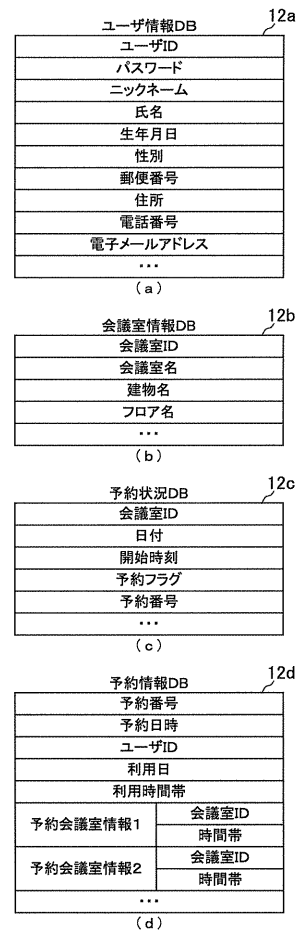 ユーザ情報DB
12a
ユーザID
パスワード
ニックネーム
氏名
生年月日
性別
郵便番号
住所
電話番号
電子メールアドレス
…
(a)
会議室情報DB
12b
会議室ID
会議室名
建物名
フロア名
…
(b)
予約状況DB
12c
会議室ID
日付
開始時刻
予約フラグ
予約番号
…
(c)
予約情報DB
12d
予約番号
予約日時
ユーザID
利用日
利用時間帯
予約会議室情報1
会議室ID
時間帯
予約会議室情報2
会議室ID
時間帯
…
(d)